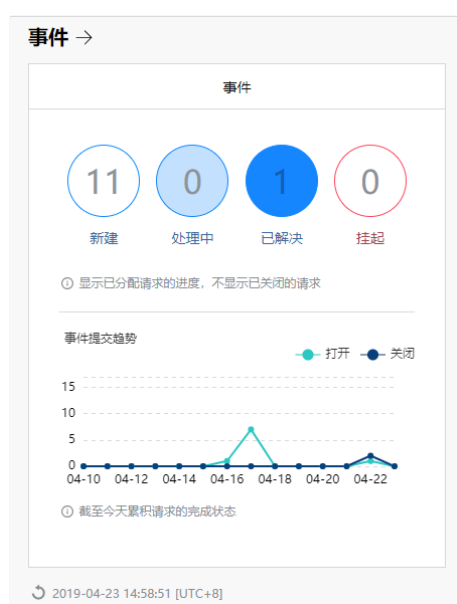 事件 →
事件
11 0 1 0
新建 处理中 已解决 挂起
显示已分配请求的进度，不显示已关闭的请求
事件提交趋势
打开 关闭
15
10
5
0
04-10 04-12 04-14 04-16 04-18 04-20 04-22
截至今天累积请求的完成状态
2019-04-23 14:58:51 [UTC+8]